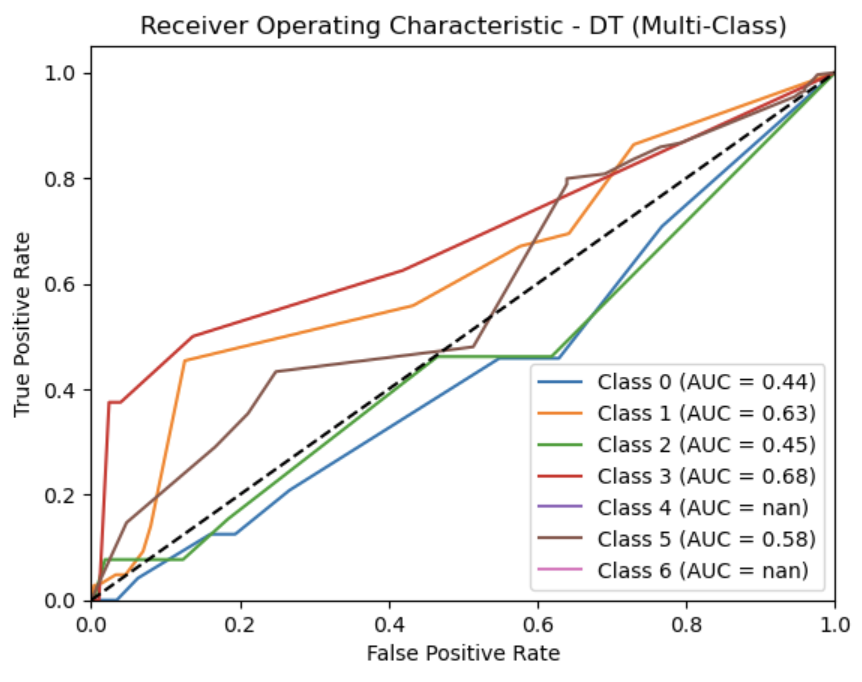 Receiver Operating Characteristic - DT (Multi-Class)
1.0
0.8
0.6
0.4
0.2
0.0
True Positive Rate
Class 0 (AUC = 0.44)
Class 1 (AUC = 0.63)
Class 2 (AUC = 0.45)
Class 3 (AUC = 0.68)
Class 4 (AUC = nan)
Class 5 (AUC = 0.58)
Class 6 (AUC = nan)
0.0 0.2 0.4 0.6 0.8 1.0
False Positive Rate